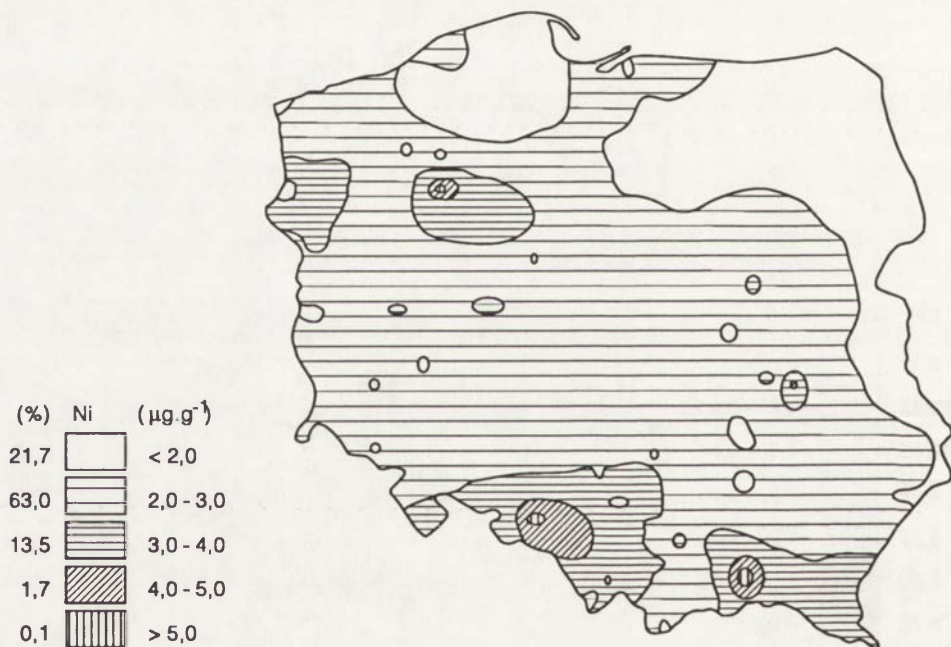 (%) Ni (µg.g⁻¹)
21,7 < 2,0
63,0 2,0 - 3,0
13,5 3,0 - 4,0
1,7 4,0 - 5,0
0,1 > 5,0